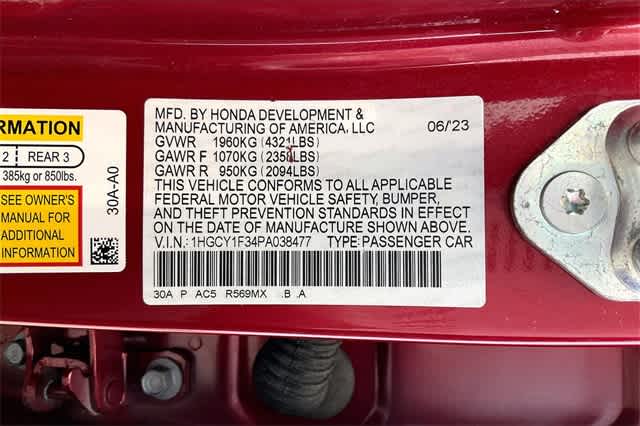 RMATION
2 REAR 3
385kg or 850lbs.
SEE OWNER'S
MANUAL FOR
ADDITIONAL
INFORMATION
30A-A0
MFD. BY HONDA DEVELOPMENT &
MANUFACTURING OF AMERICA, LLC 06/'23
GVWR 1960KG (4321LBS)
GAWR F 1070KG (2358LBS)
GAWR R 950KG (2094LBS)
THIS VEHICLE CONFORMS TO ALL APPLICABLE
FEDERAL MOTOR VEHICLE SAFETY, BUMPER,
AND THEFT PREVENTION STANDARDS IN EFFECT
ON THE DATE OF MANUFACTURE SHOWN ABOVE.
V.I.N.: 1HGCY1F34PA038477 TYPE: PASSENGER CAR
30A P AC5 R569MX .B .A